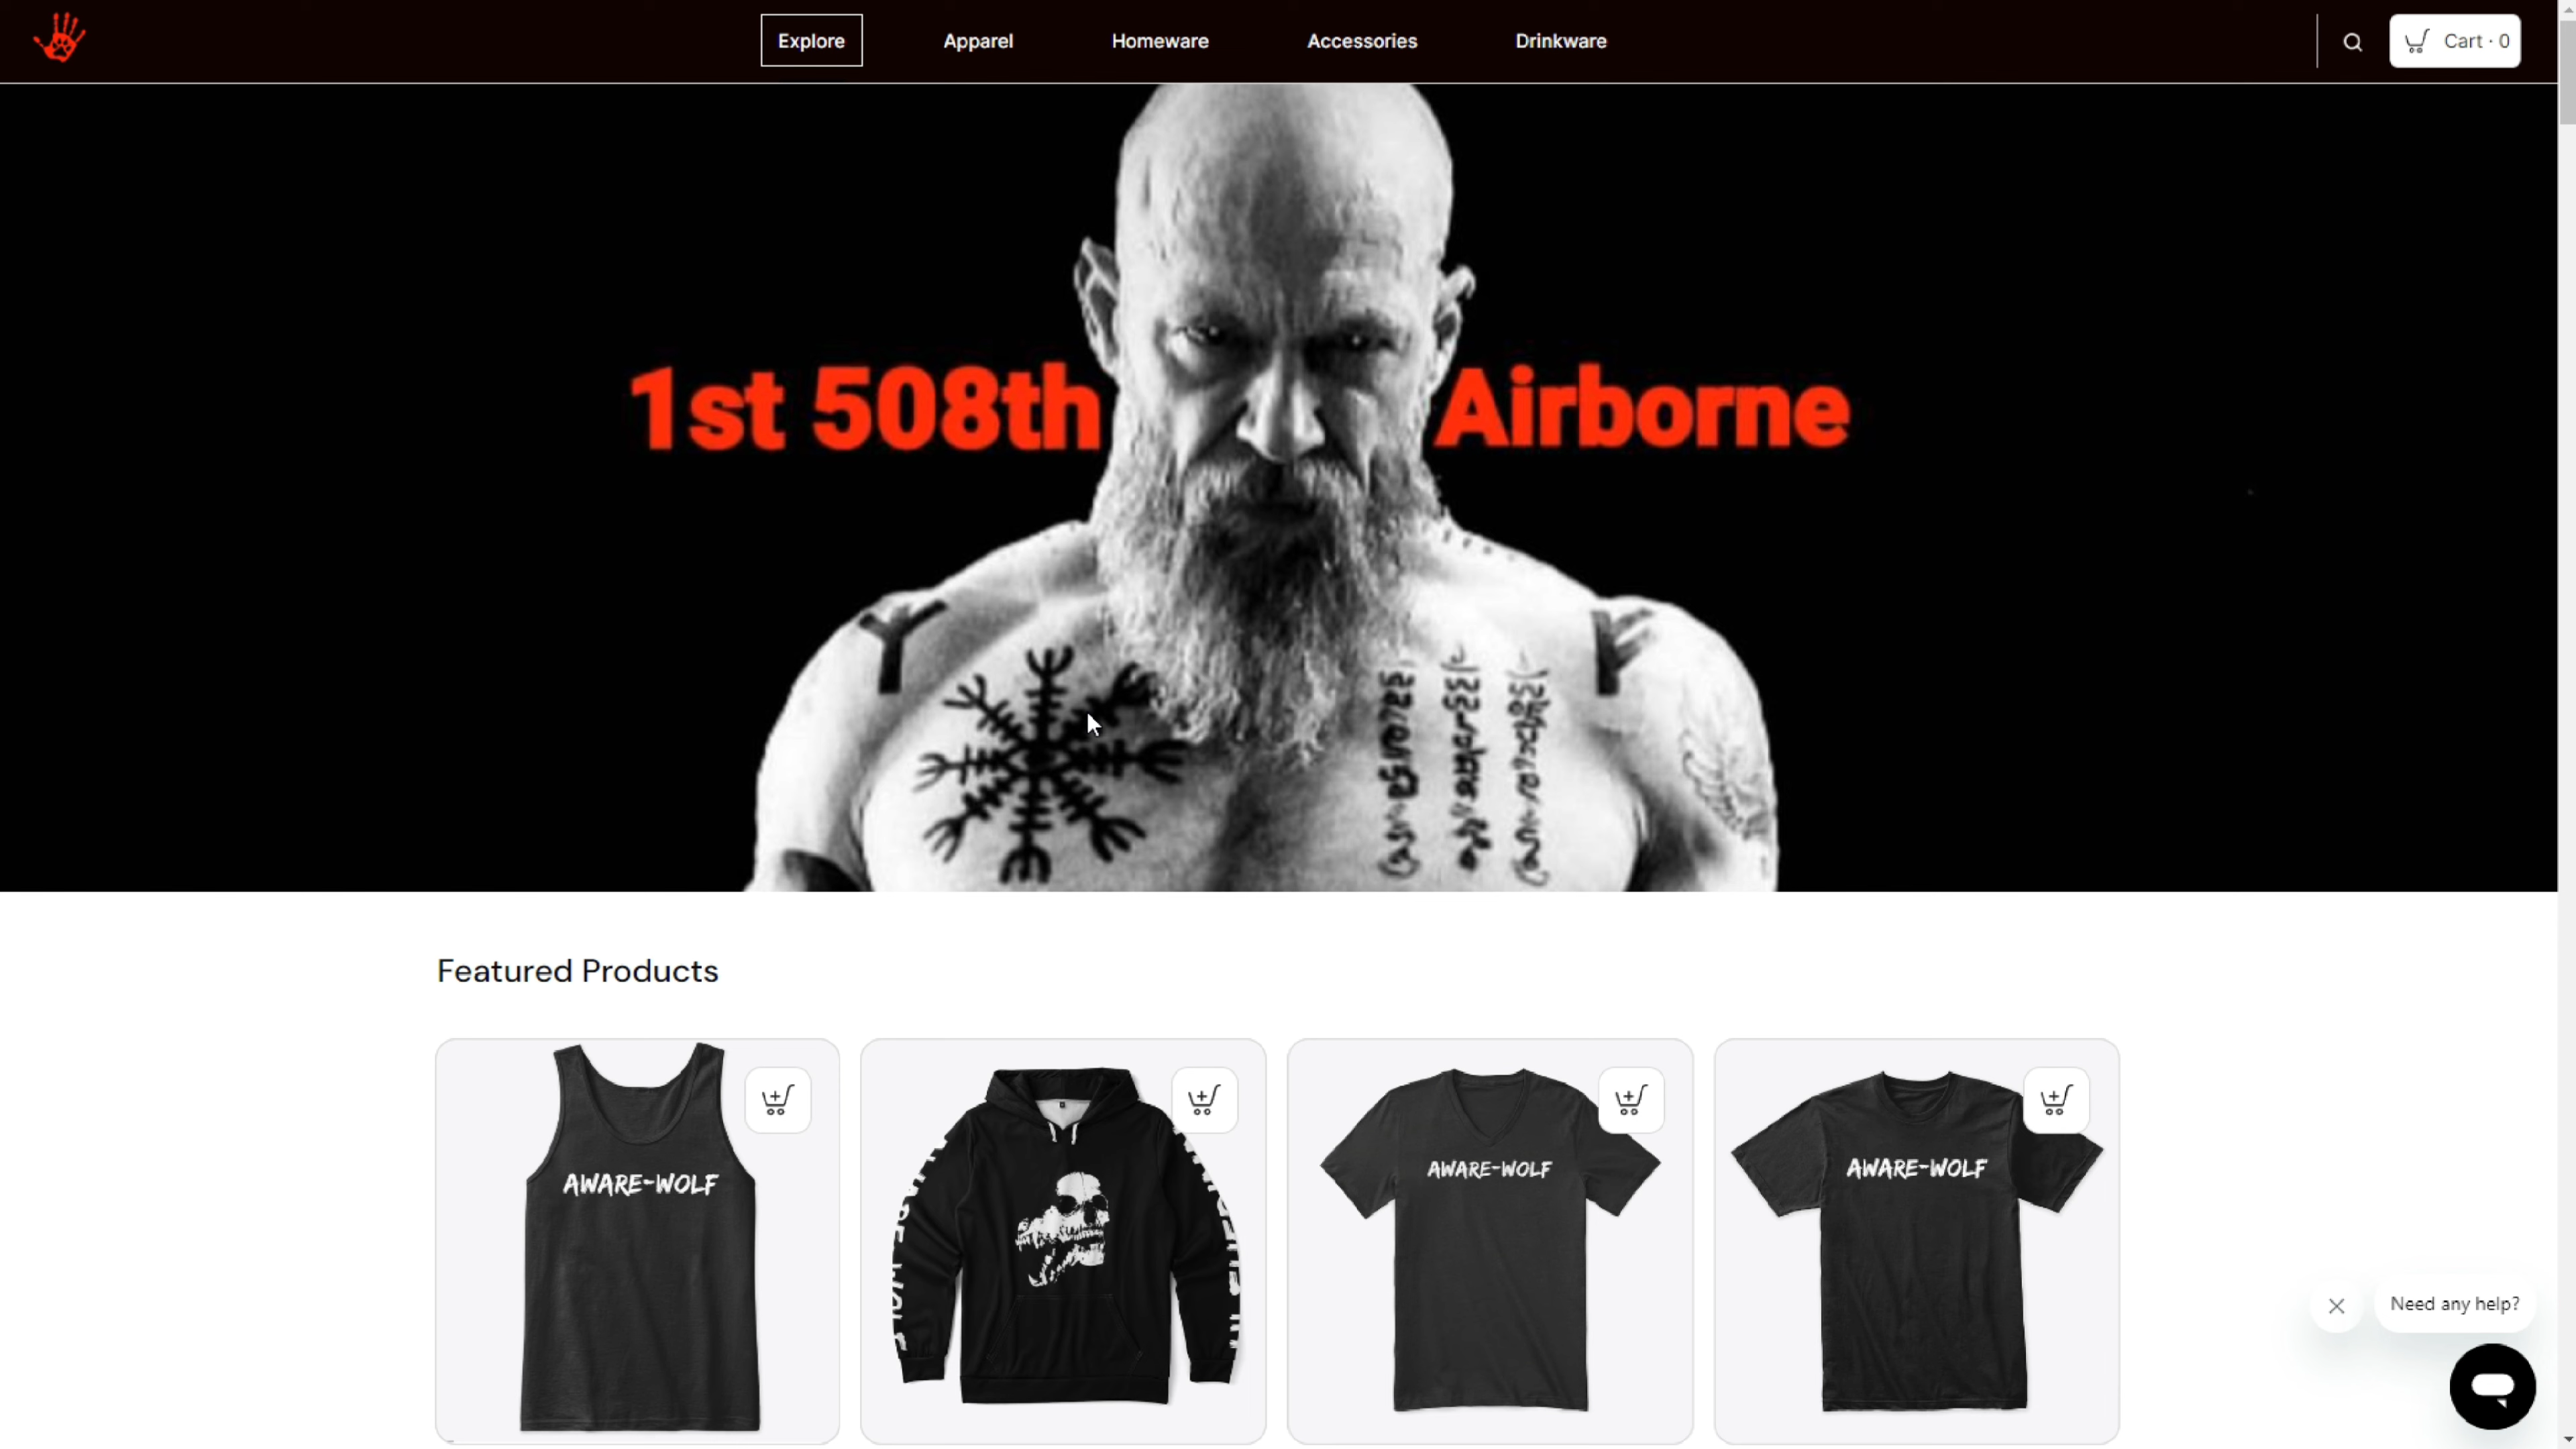 Explore
Apparel
Homeware
Accessories
Drinkware
Cart · 0
1st 508th Airborne
Featured Products
AWARE-WOLF
AWARE-WOLF
AWARE-WOLF
Need any help?